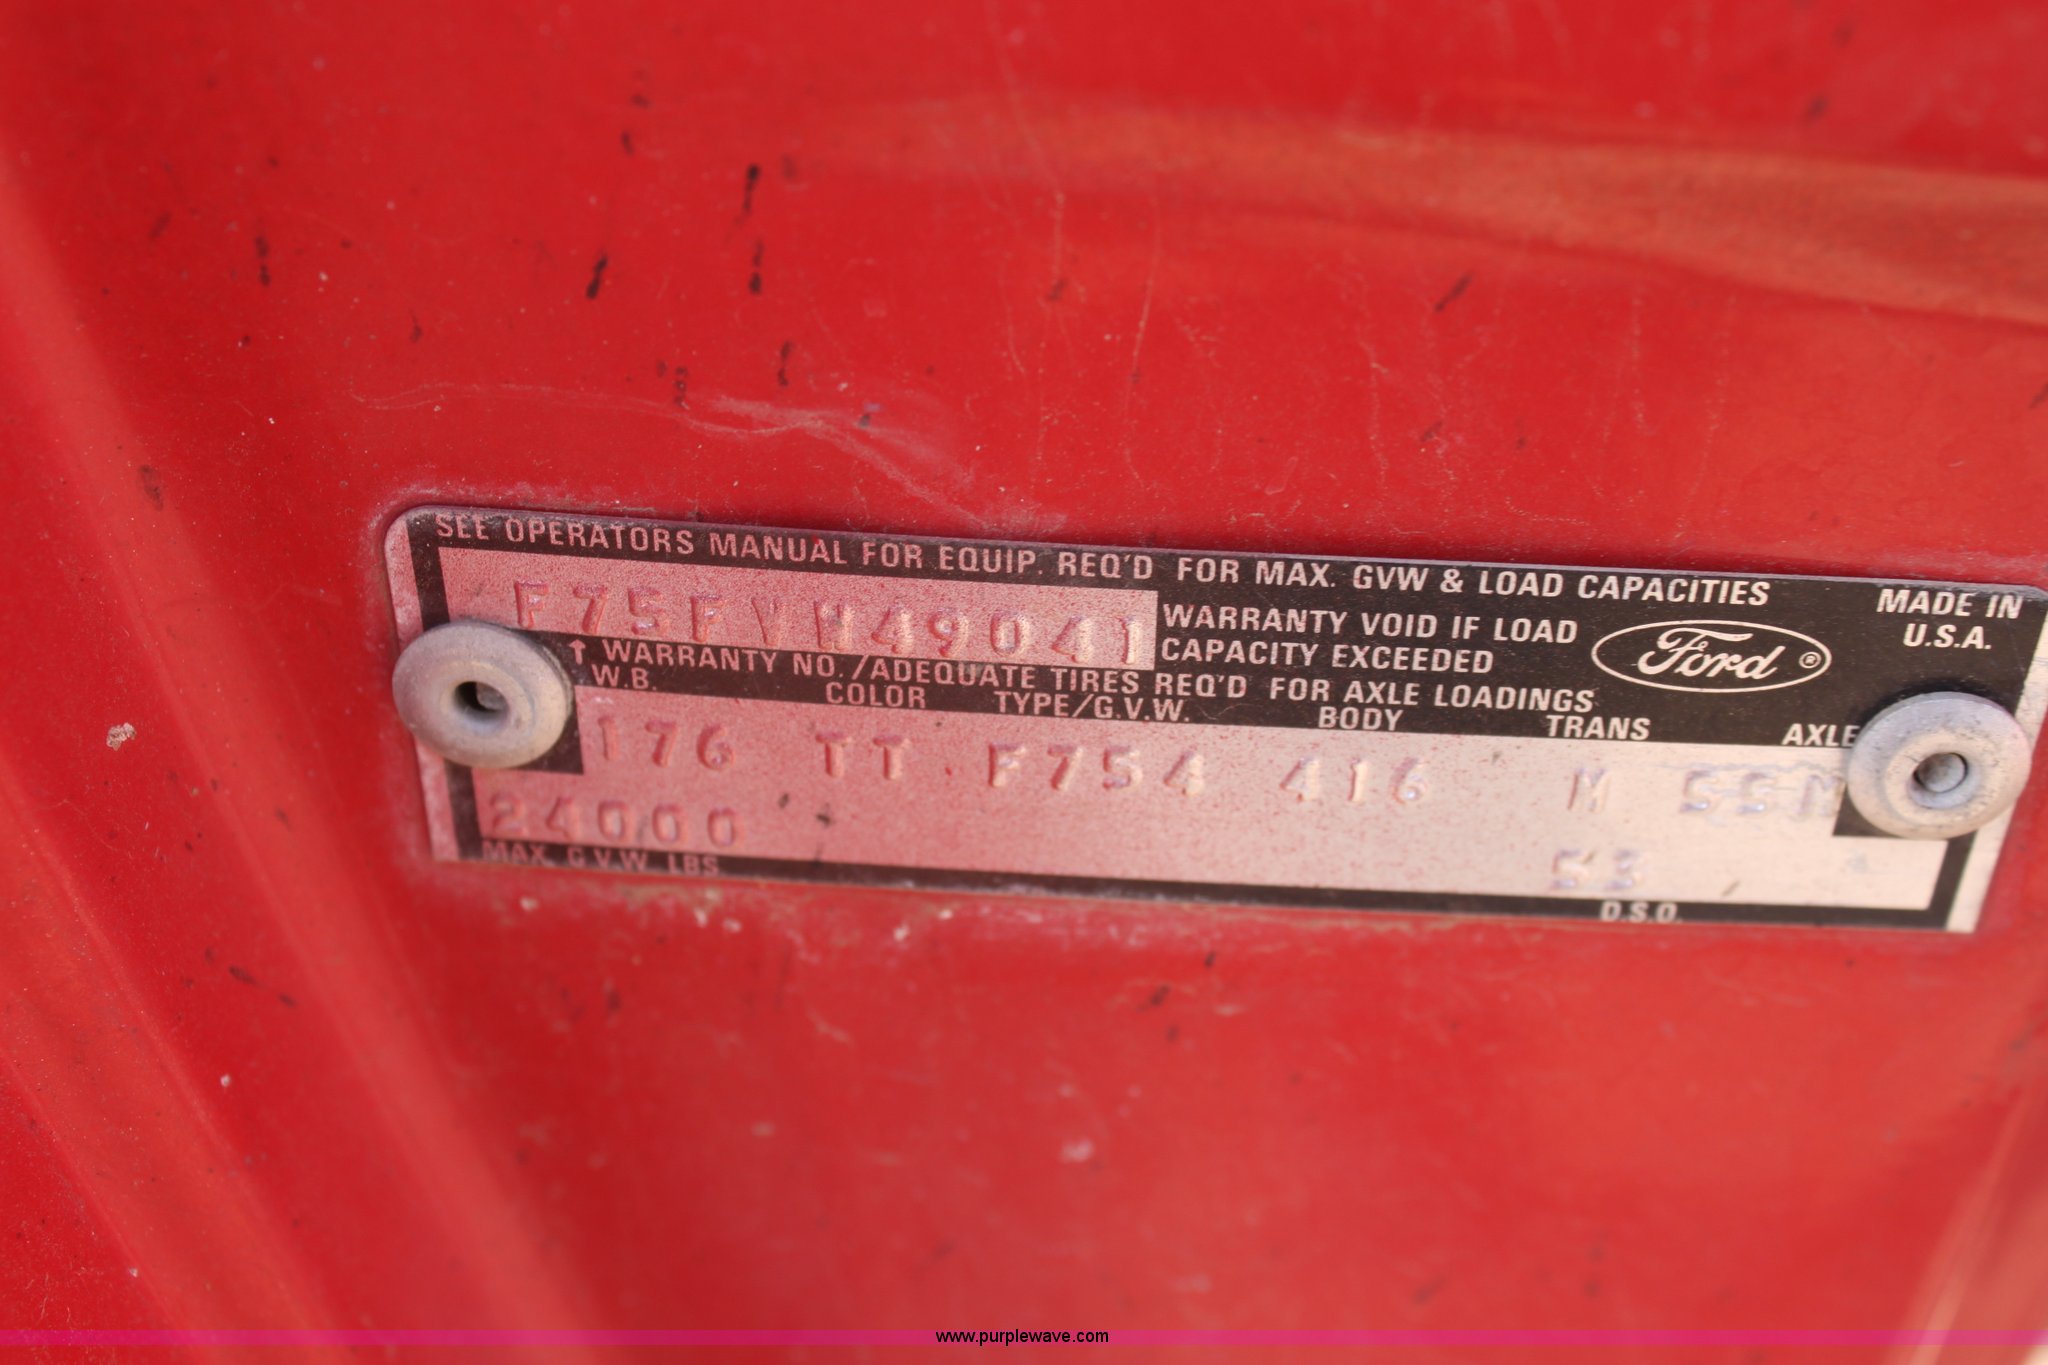 SEE OPERATORS MANUAL FOR EQUIP. REQ'D FOR MAX. GVW & LOAD CAPACITIES
MADE IN
U.S.A.
F75FVW49041
WARRANTY VOID IF LOAD
CAPACITY EXCEEDED
Ford ®
↑ WARRANTY NO./ADEQUATE TIRES REQ'D FOR AXLE LOADINGS
W.B. COLOR TYPE/G.V.W. BODY TRANS AXLE
176 TT F754 416 M 55M
24000 53
MAX. G.V.W. LBS D.S.O.
www.purplewave.com